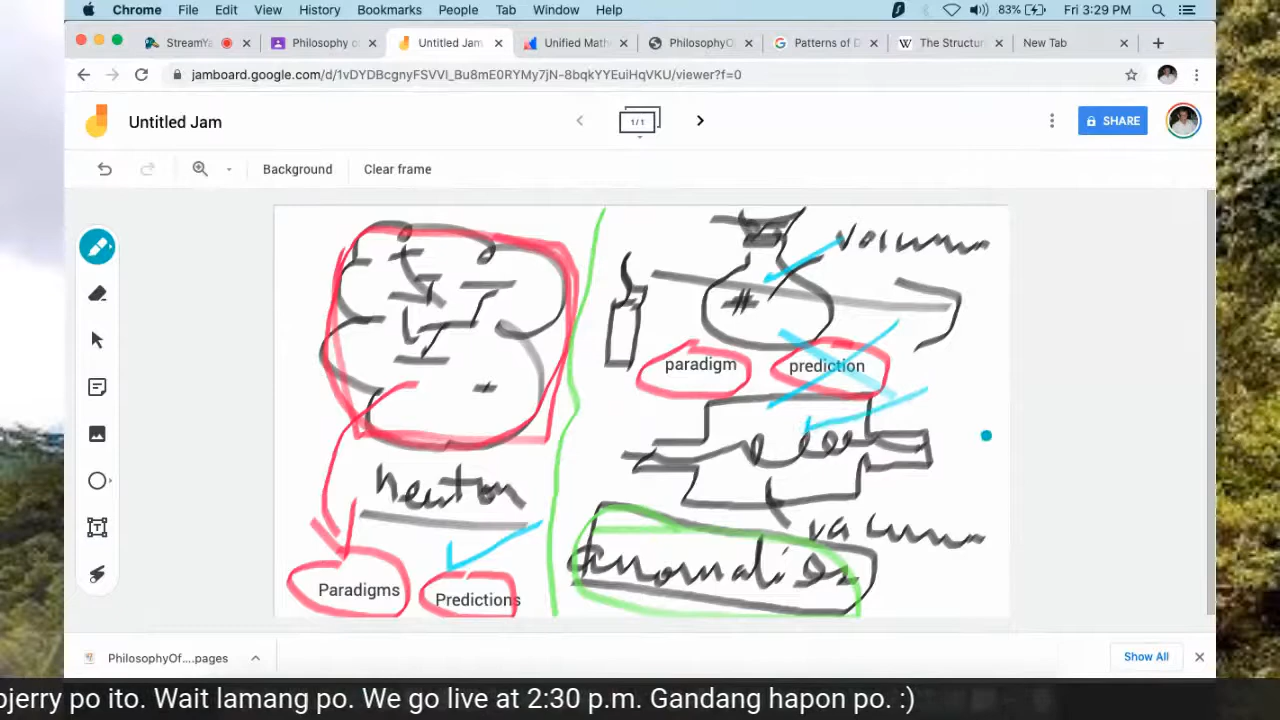 Chrome File Edit View History Bookmarks People Tab Window Help 83% Fri 3:29 PM
StreamYa Philosophy o Untitled Jam Unified Math PhilosophyO Patterns of D The Structur New Tab
jamboard.google.com/d/1vDYDBcgnyFSVVl_Bu8mE0RYMy7jN-8bqkYYEuiHqVKU/viewer?f=0
Untitled Jam 1/1 SHARE
Background Clear frame
paradigm prediction
newton
vacuum
Anomalies
Paradigms Predictions
PhilosophyOf....pages Show All
pjerry po ito. Wait lamang po. We go live at 2:30 p.m. Gandang hapon po. :)